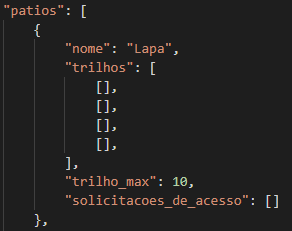 "patios": [
{
"nome": "Lapa",
"trilhos": [
[],
[],
[],
[],
],
"trilho_max": 10,
"solicitacoes_de_acesso": []
},